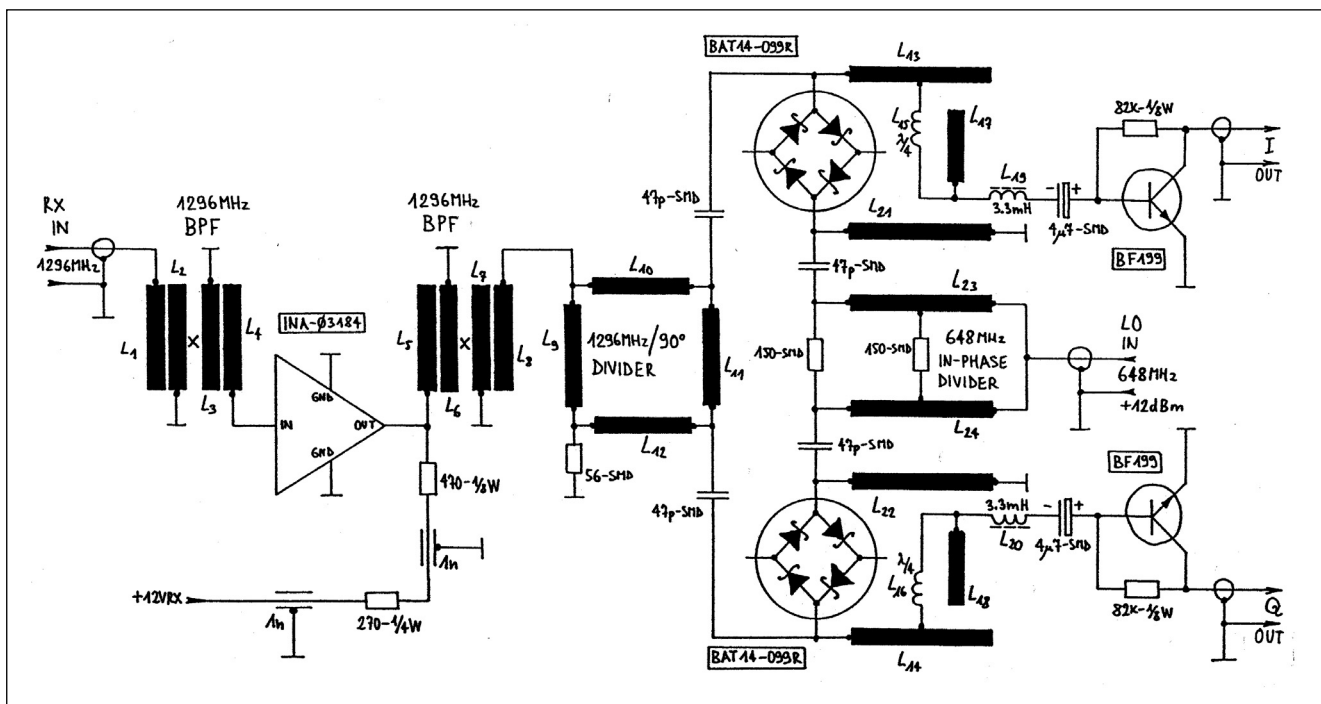 BAT14-099R
L13
82K-1/8W
L15
λ/4
L17
I
OUT
L19
3.3mH
- +
4µ7-SMD
BF199
RX
IN
1296MHz
1296MHz
BPF
1296MHz
BPF
47p-SMD
L21
L2
L7
L10
47p-SMD
L23
L1
X
L4
INA-Ø3184
L5
X
L9
1296MHz/90°
DIVIDER
L11
150-SMD
150-SMD
648MHz
IN-PHASE
DIVIDER
LO
IN
648MHz
+12dBm
L3
GND
L6
L8
IN
OUT
GND
L12
L24
47p-SMD
BF199
56-SMD
470-1/8W
47p-SMD
L22
3.3mH
- +
L20
4µ7-SMD
λ/4
L16
L18
1n
+12VRX
1n
270-1/4W
82K-1/8W
Q
OUT
L14
BAT14-099R